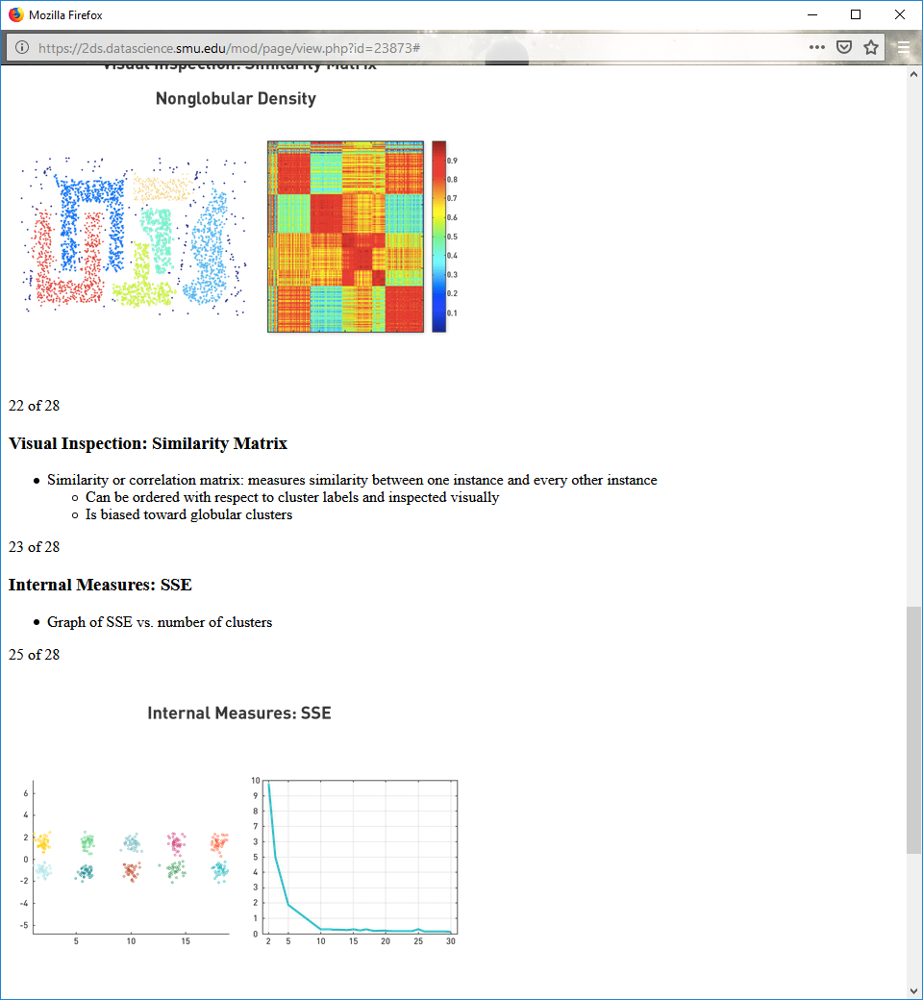 Mozilla Firefox
https://2ds.datascience.smu.edu/mod/page/view.php?id=23873#
Visual Inspection: Similarity Matrix
Nonglobular Density
0.9
0.8
0.7
0.6
0.5
0.4
0.3
0.2
0.1
22 of 28
Visual Inspection: Similarity Matrix
• Similarity or correlation matrix: measures similarity between one instance and every other instance
○ Can be ordered with respect to cluster labels and inspected visually
○ Is biased toward globular clusters
23 of 28
Internal Measures: SSE
• Graph of SSE vs. number of clusters
25 of 28
Internal Measures: SSE
6
4
2
0
-2
-4
-5
5 10 15
10
9
8
7
3
5
4
3
2
1
0
2 5 10 15 20 25 30